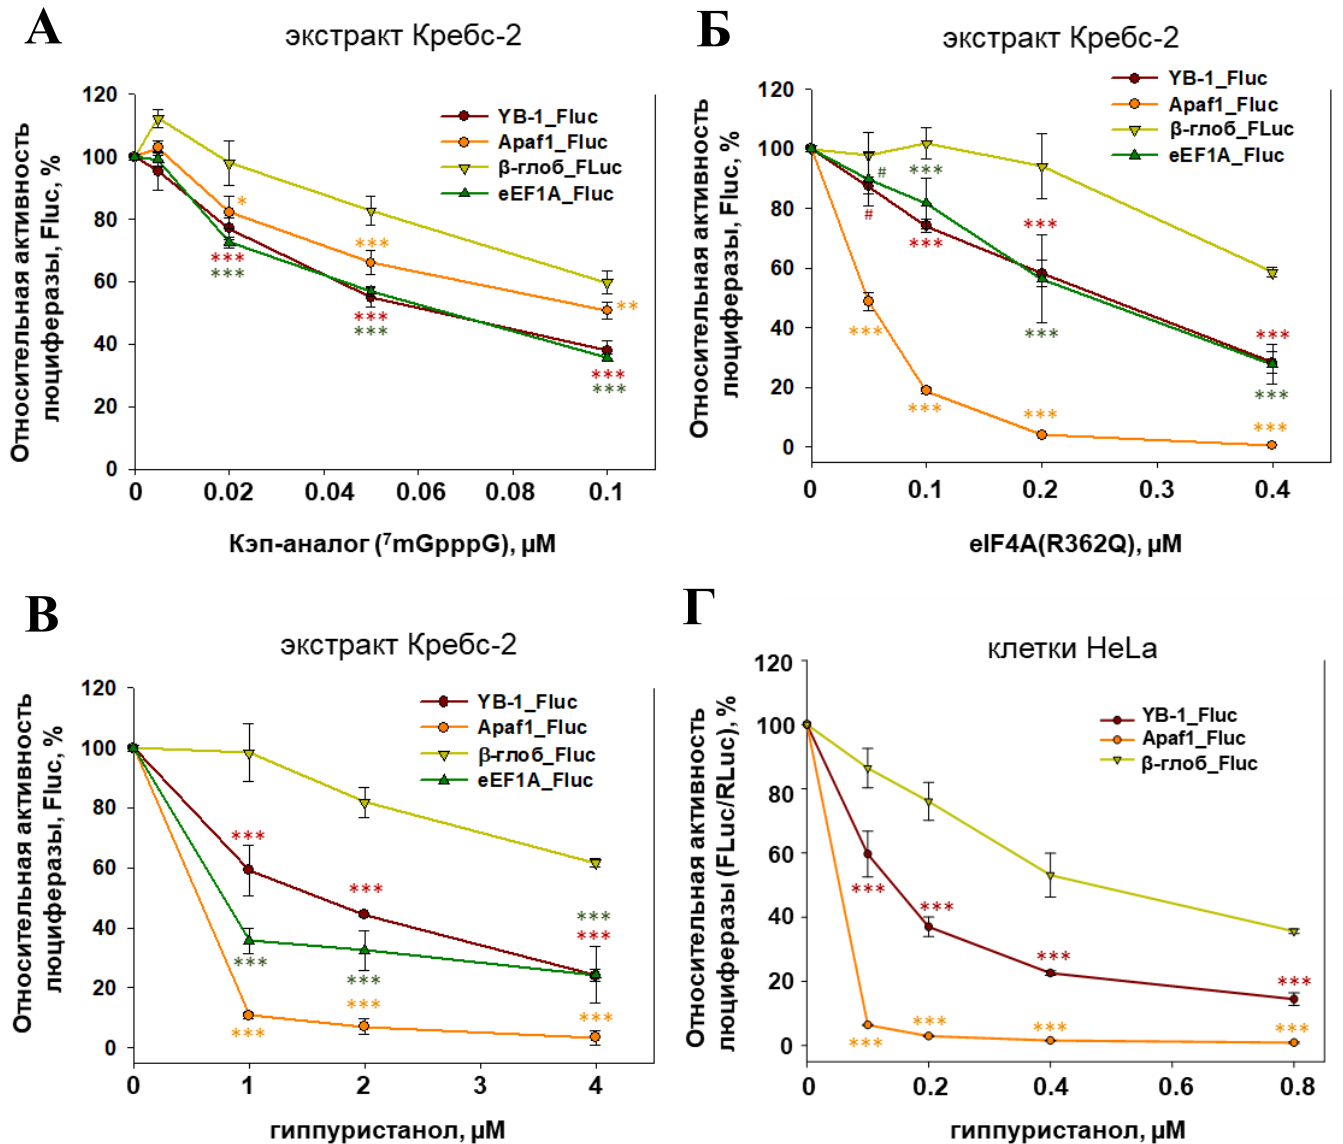 А
экстракт Кребс-2
Относительная активность
люциферазы, Fluc, %
120
100
80
60
40
20
0
YB-1_Fluc
Apaf1_Fluc
β-глоб_FLuc
eEF1A_Fluc
*
***
***
***
***
***
**
***
***
0
0.02
0.04
0.06
0.08
0.1
Кэп-аналог (⁷mGpppG), µM
Б
экстракт Кребс-2
Относительная активность
люциферазы, Fluc, %
120
100
80
60
40
20
0
YB-1_Fluc
Apaf1_Fluc
β-глоб_FLuc
eEF1A_Fluc
#
#
***
***
***
***
***
***
***
***
***
***
***
0
0.1
0.2
0.3
0.4
eIF4A(R362Q), µM
В
экстракт Кребс-2
Относительная активность
люциферазы, Fluc, %
120
100
80
60
40
20
0
YB-1_Fluc
Apaf1_Fluc
β-глоб_Fluc
eEF1A_Fluc
***
***
***
***
***
***
***
***
***
0
1
2
3
4
гиппуристанол, µM
Г
клетки HeLa
Относительная активность
люциферазы (FLuc/RLuc), %
120
100
80
60
40
20
0
YB-1_Fluc
Apaf1_Fluc
β-глоб_Fluc
***
***
***
***
***
***
***
***
0
0.2
0.4
0.6
0.8
гиппуристанол, µM